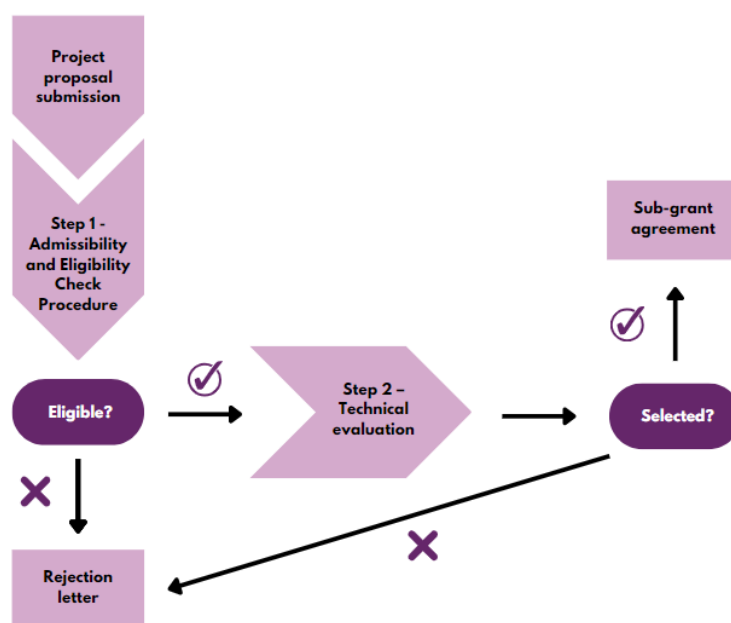 Project
proposal
submission
Step 1 -
Admissibility
and Eligibility
Check
Procedure
Eligible?
Step 2 –
Technical
evaluation
Selected?
Sub-grant
agreement
Rejection
letter